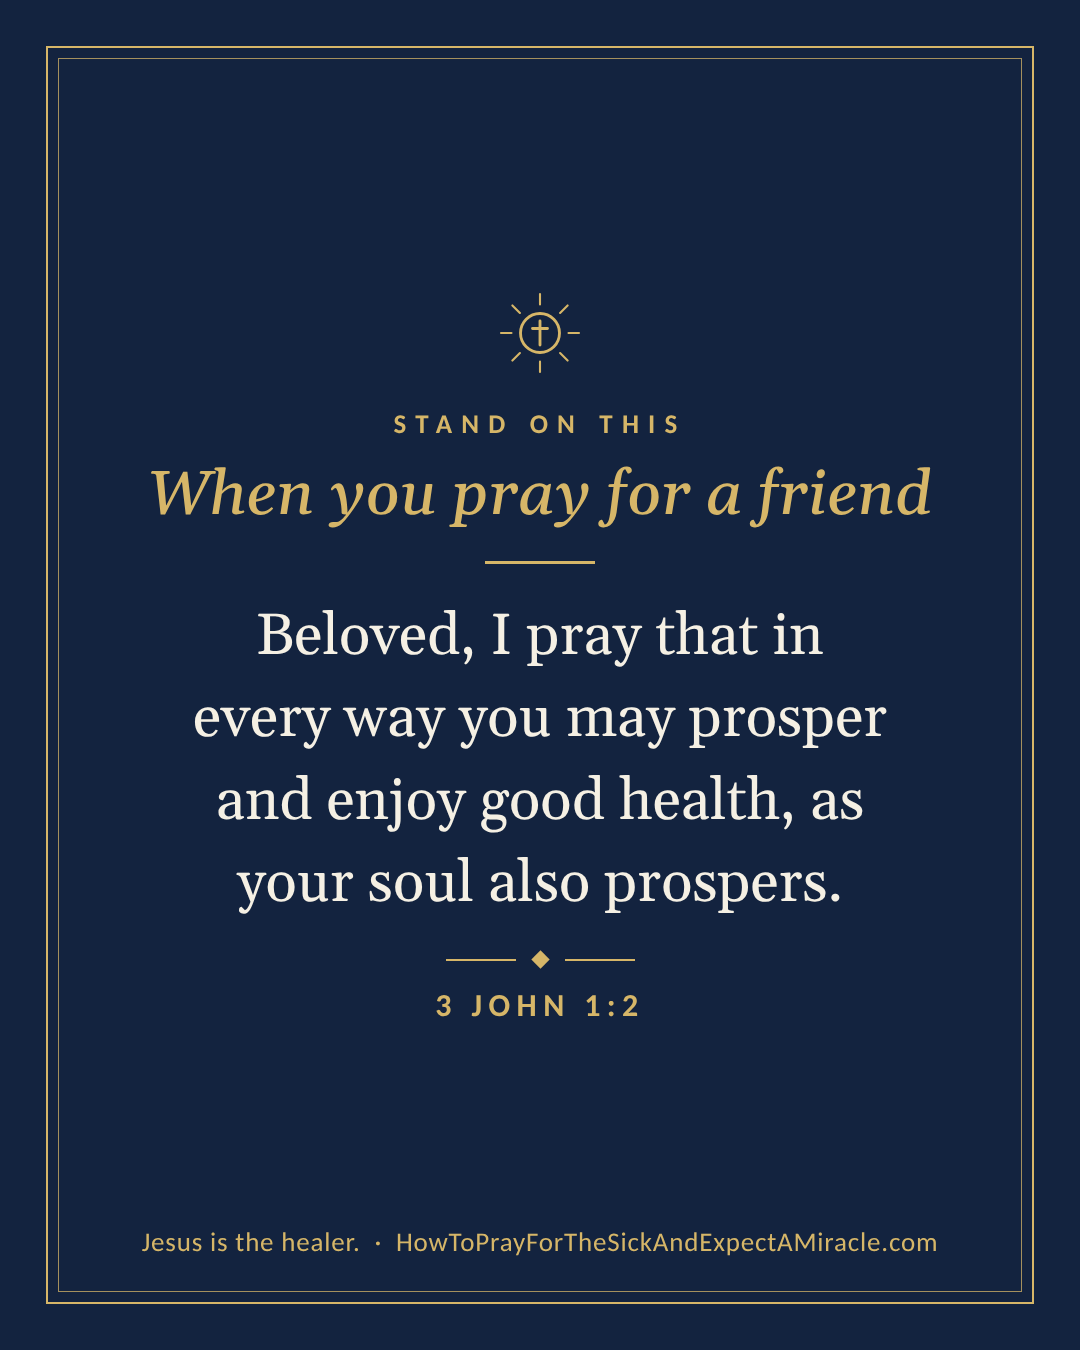 STAND ON THIS
When you pray for a friend
Beloved, I pray that in
every way you may prosper
and enjoy good health, as
your soul also prospers.
3 JOHN 1:2
Jesus is the healer. · HowToPrayForTheSickAndExpectAMiracle.com